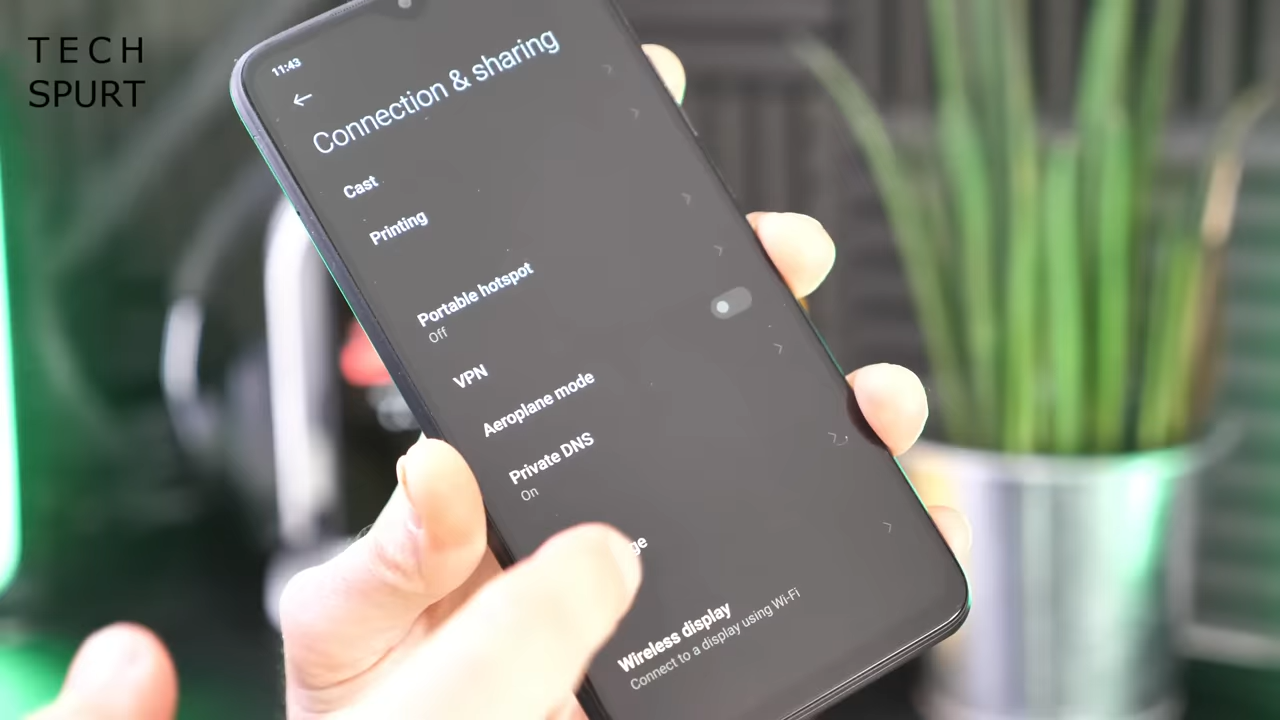 TECH
SPURT
11:43
Connection & sharing
Cast
Printing
Portable hotspot
Off
VPN
Aeroplane mode
Private DNS
On
Wireless display
Connect to a display using Wi-Fi